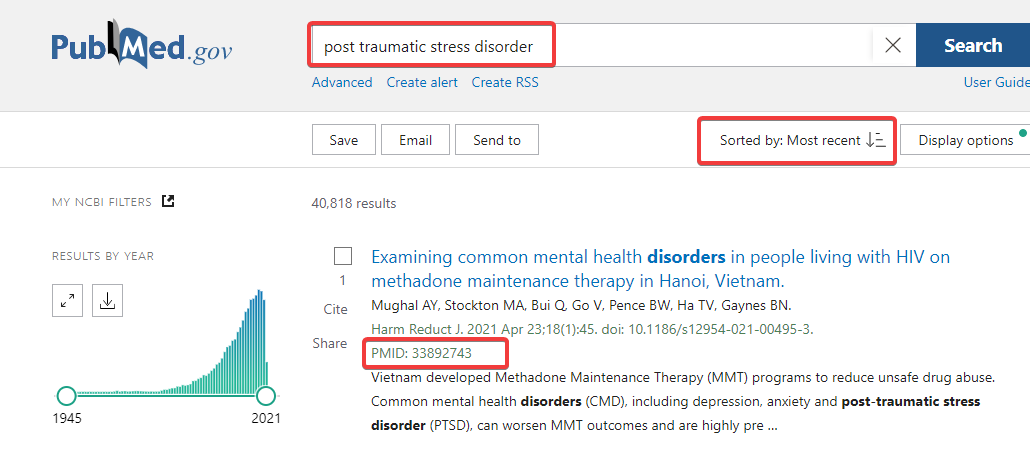 PubMed.gov
post traumatic stress disorder
Search
Advanced Create alert Create RSS
User Guide
Save Email Send to
Sorted by: Most recent
Display options
MY NCBI FILTERS
40,818 results
RESULTS BY YEAR
Examining common mental health disorders in people living with HIV on
1
methadone maintenance therapy in Hanoi, Vietnam.
Cite
Mughal AY, Stockton MA, Bui Q, Go V, Pence BW, Ha TV, Gaynes BN.
Harm Reduct J. 2021 Apr 23;18(1):45. doi: 10.1186/s12954-021-00495-3.
Share
PMID: 33892743
Vietnam developed Methadone Maintenance Therapy (MMT) programs to reduce unsafe drug abuse.
Common mental health disorders (CMD), including depression, anxiety and post-traumatic stress
disorder (PTSD), can worsen MMT outcomes and are highly pre ...
1945 2021